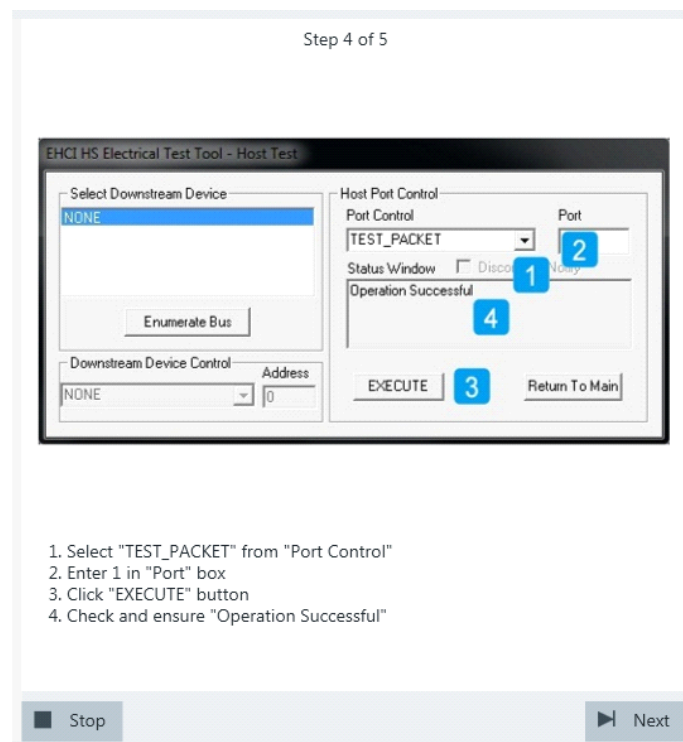 Step 4 of 5
EHCI HS Electrical Test Tool - Host Test
Select Downstream Device
NONE
Enumerate Bus
Downstream Device Control
Address
NONE
0
Host Port Control
Port Control
Port
TEST_PACKET
2
Status Window
1
Operation Successful
4
EXECUTE
3
Return To Main
1. Select "TEST_PACKET" from "Port Control"
2. Enter 1 in "Port" box
3. Click "EXECUTE" button
4. Check and ensure "Operation Successful"
Stop
Next